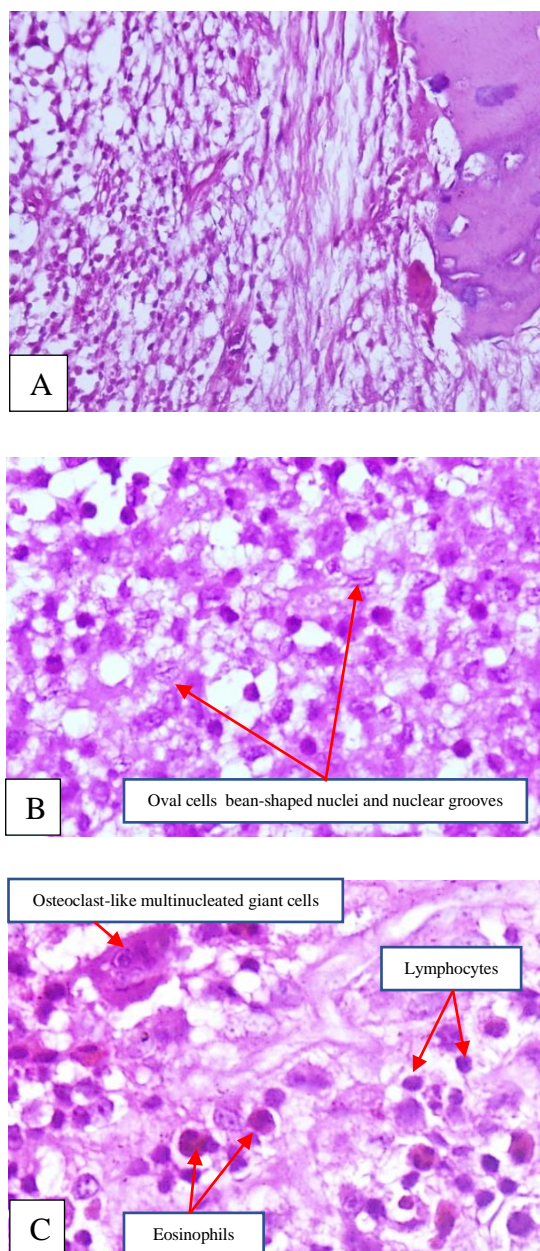 A
Oval cells bean-shaped nuclei and nuclear grooves
B
Osteoclast-like multinucleated giant cells
Lymphocytes
Eosinophils
C